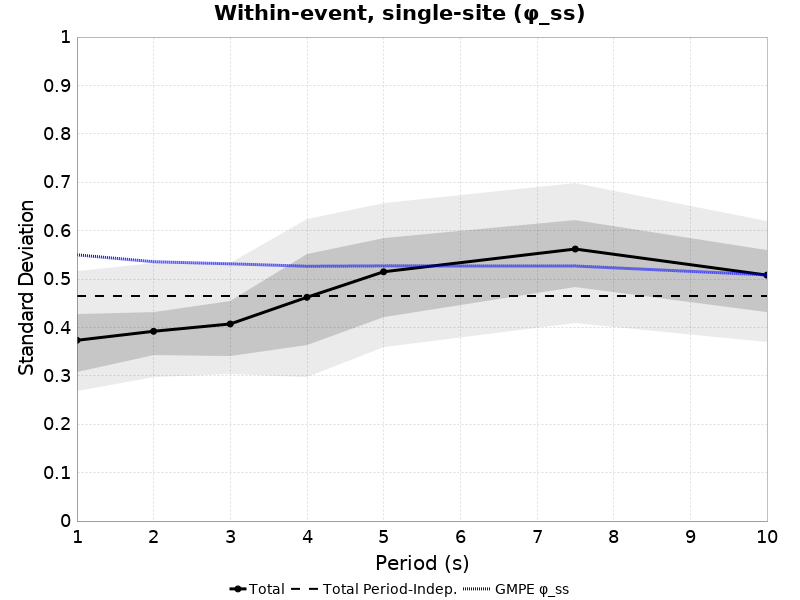 Within-event, single-site (φ_ss)
Standard Deviation
1
0.9
0.8
0.7
0.6
0.5
0.4
0.3
0.2
0.1
0
1 2 3 4 5 6 7 8 9 10
Period (s)
Total Total Period-Indep. GMPE φ_ss